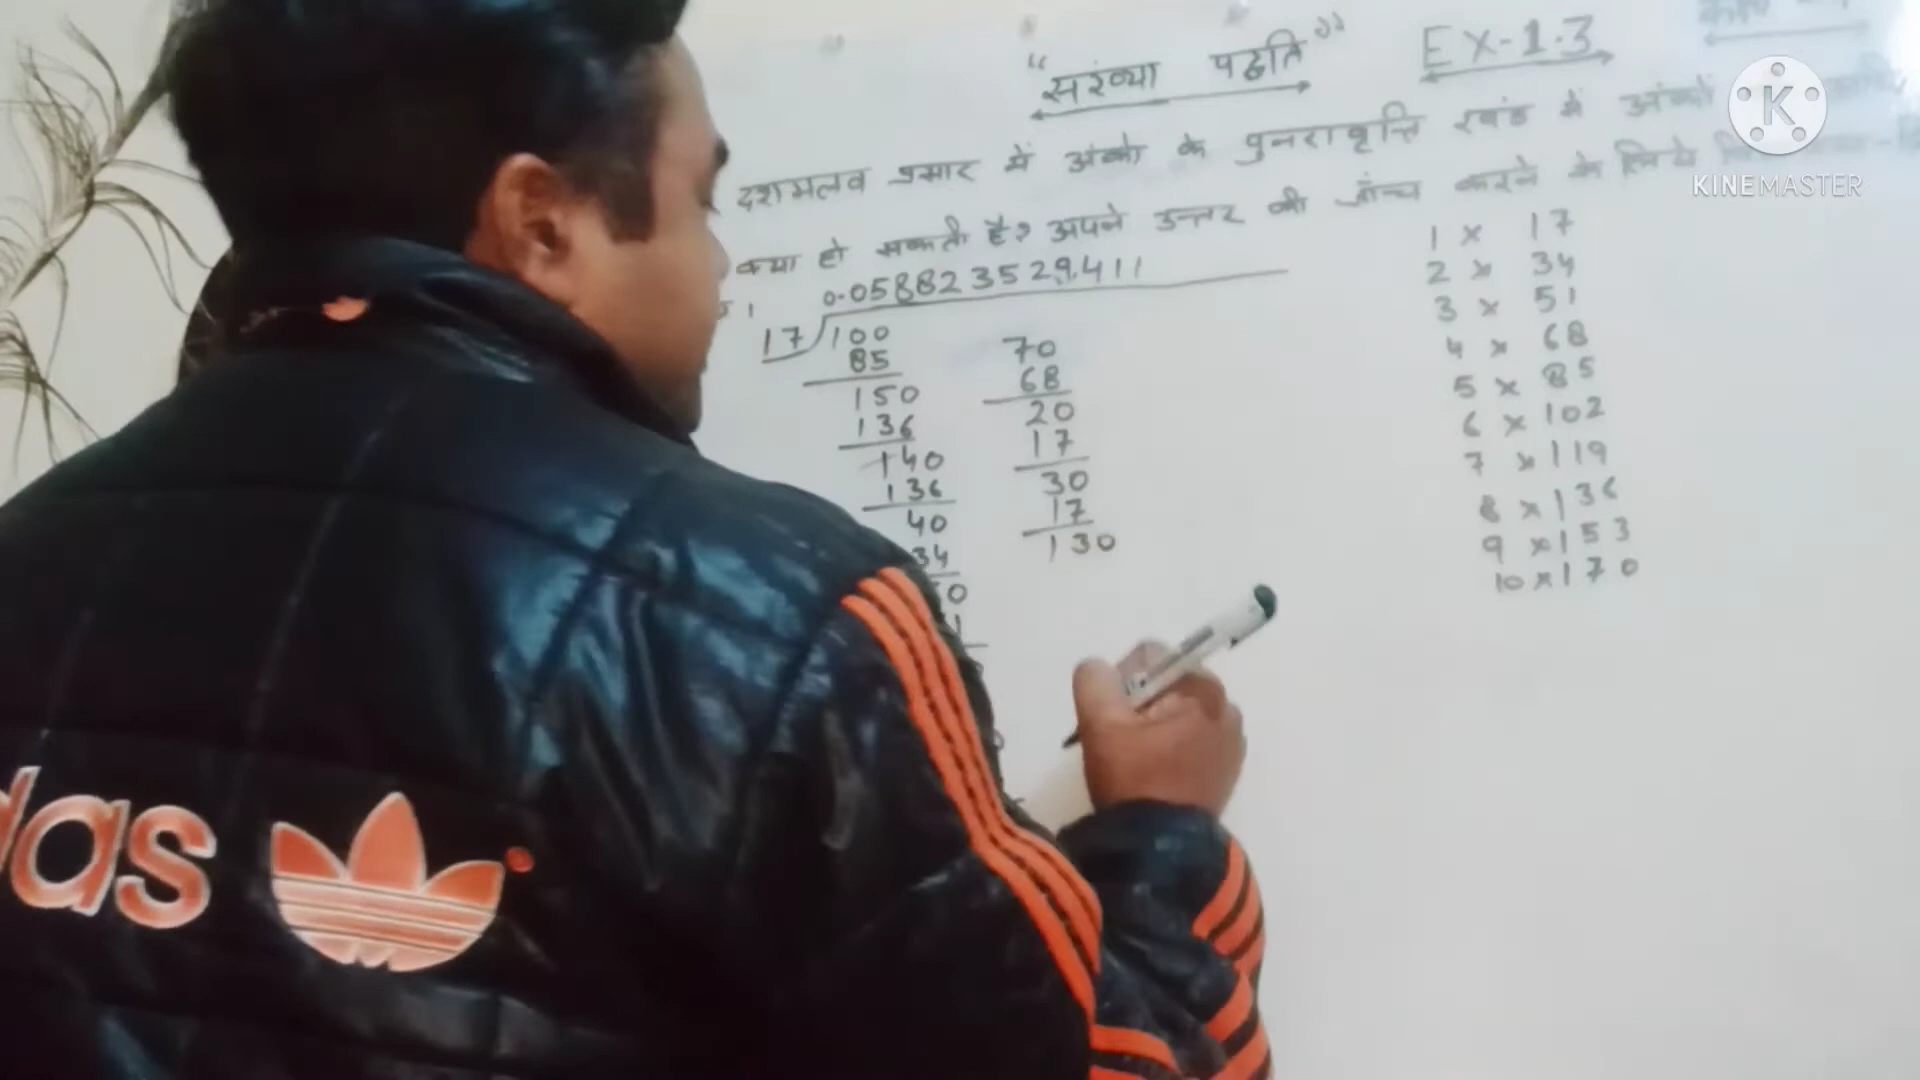 "संख्या पद्धति" EX-1.3
दशमलव प्रसार में अंको के पुनरावृत्ति खंड में अंको
क्या हो सकती है? अपने उत्तर की जाँच करने के लिये
0.058823529411
17 100
85
150
136
140
136
40
34
70
68
20
17
30
17
130
1 × 17
2 × 34
3 × 51
4 × 68
5 × 85
6 × 102
7 × 119
8 × 136
9 × 153
10 × 170
K
KINEMASTER
das